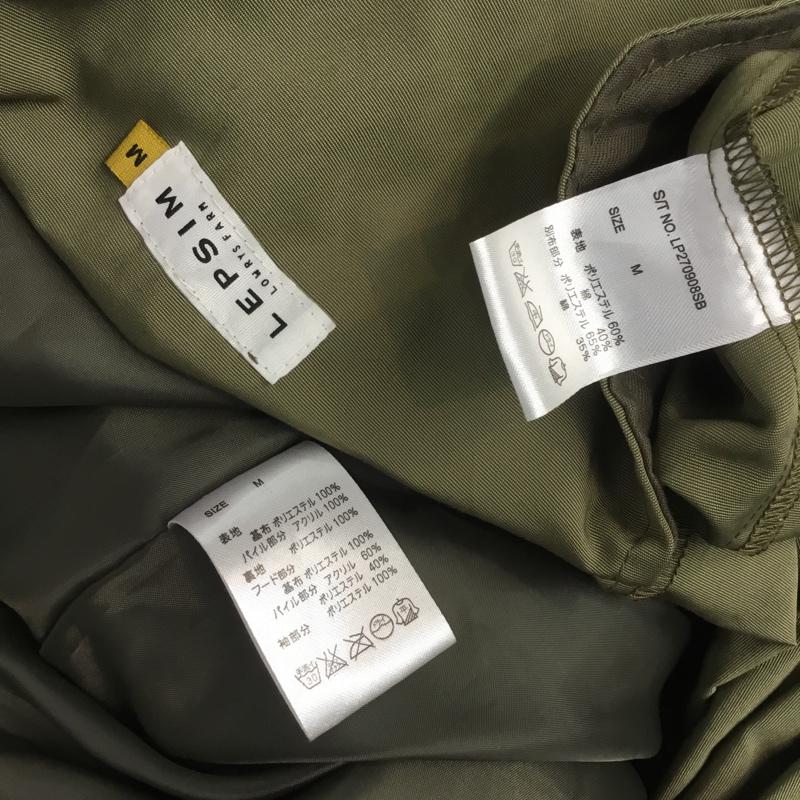 M
LEPSIM
LOWRYS FARM
S/T NO. LP270908SB
SIZE M
表地 ポリエステル 60%
綿 40%
別布部分 ポリエステル 65%
綿 35%
SIZE M
表地 基布 ポリエステル 100%
パイル部分 アクリル 100%
裏地 ポリエステル 100%
フード部分
基布 ポリエステル 100%
パイル部分 アクリル 60%
ポリエステル 40%
袖部分 ポリエステル 100%
手洗イ
30